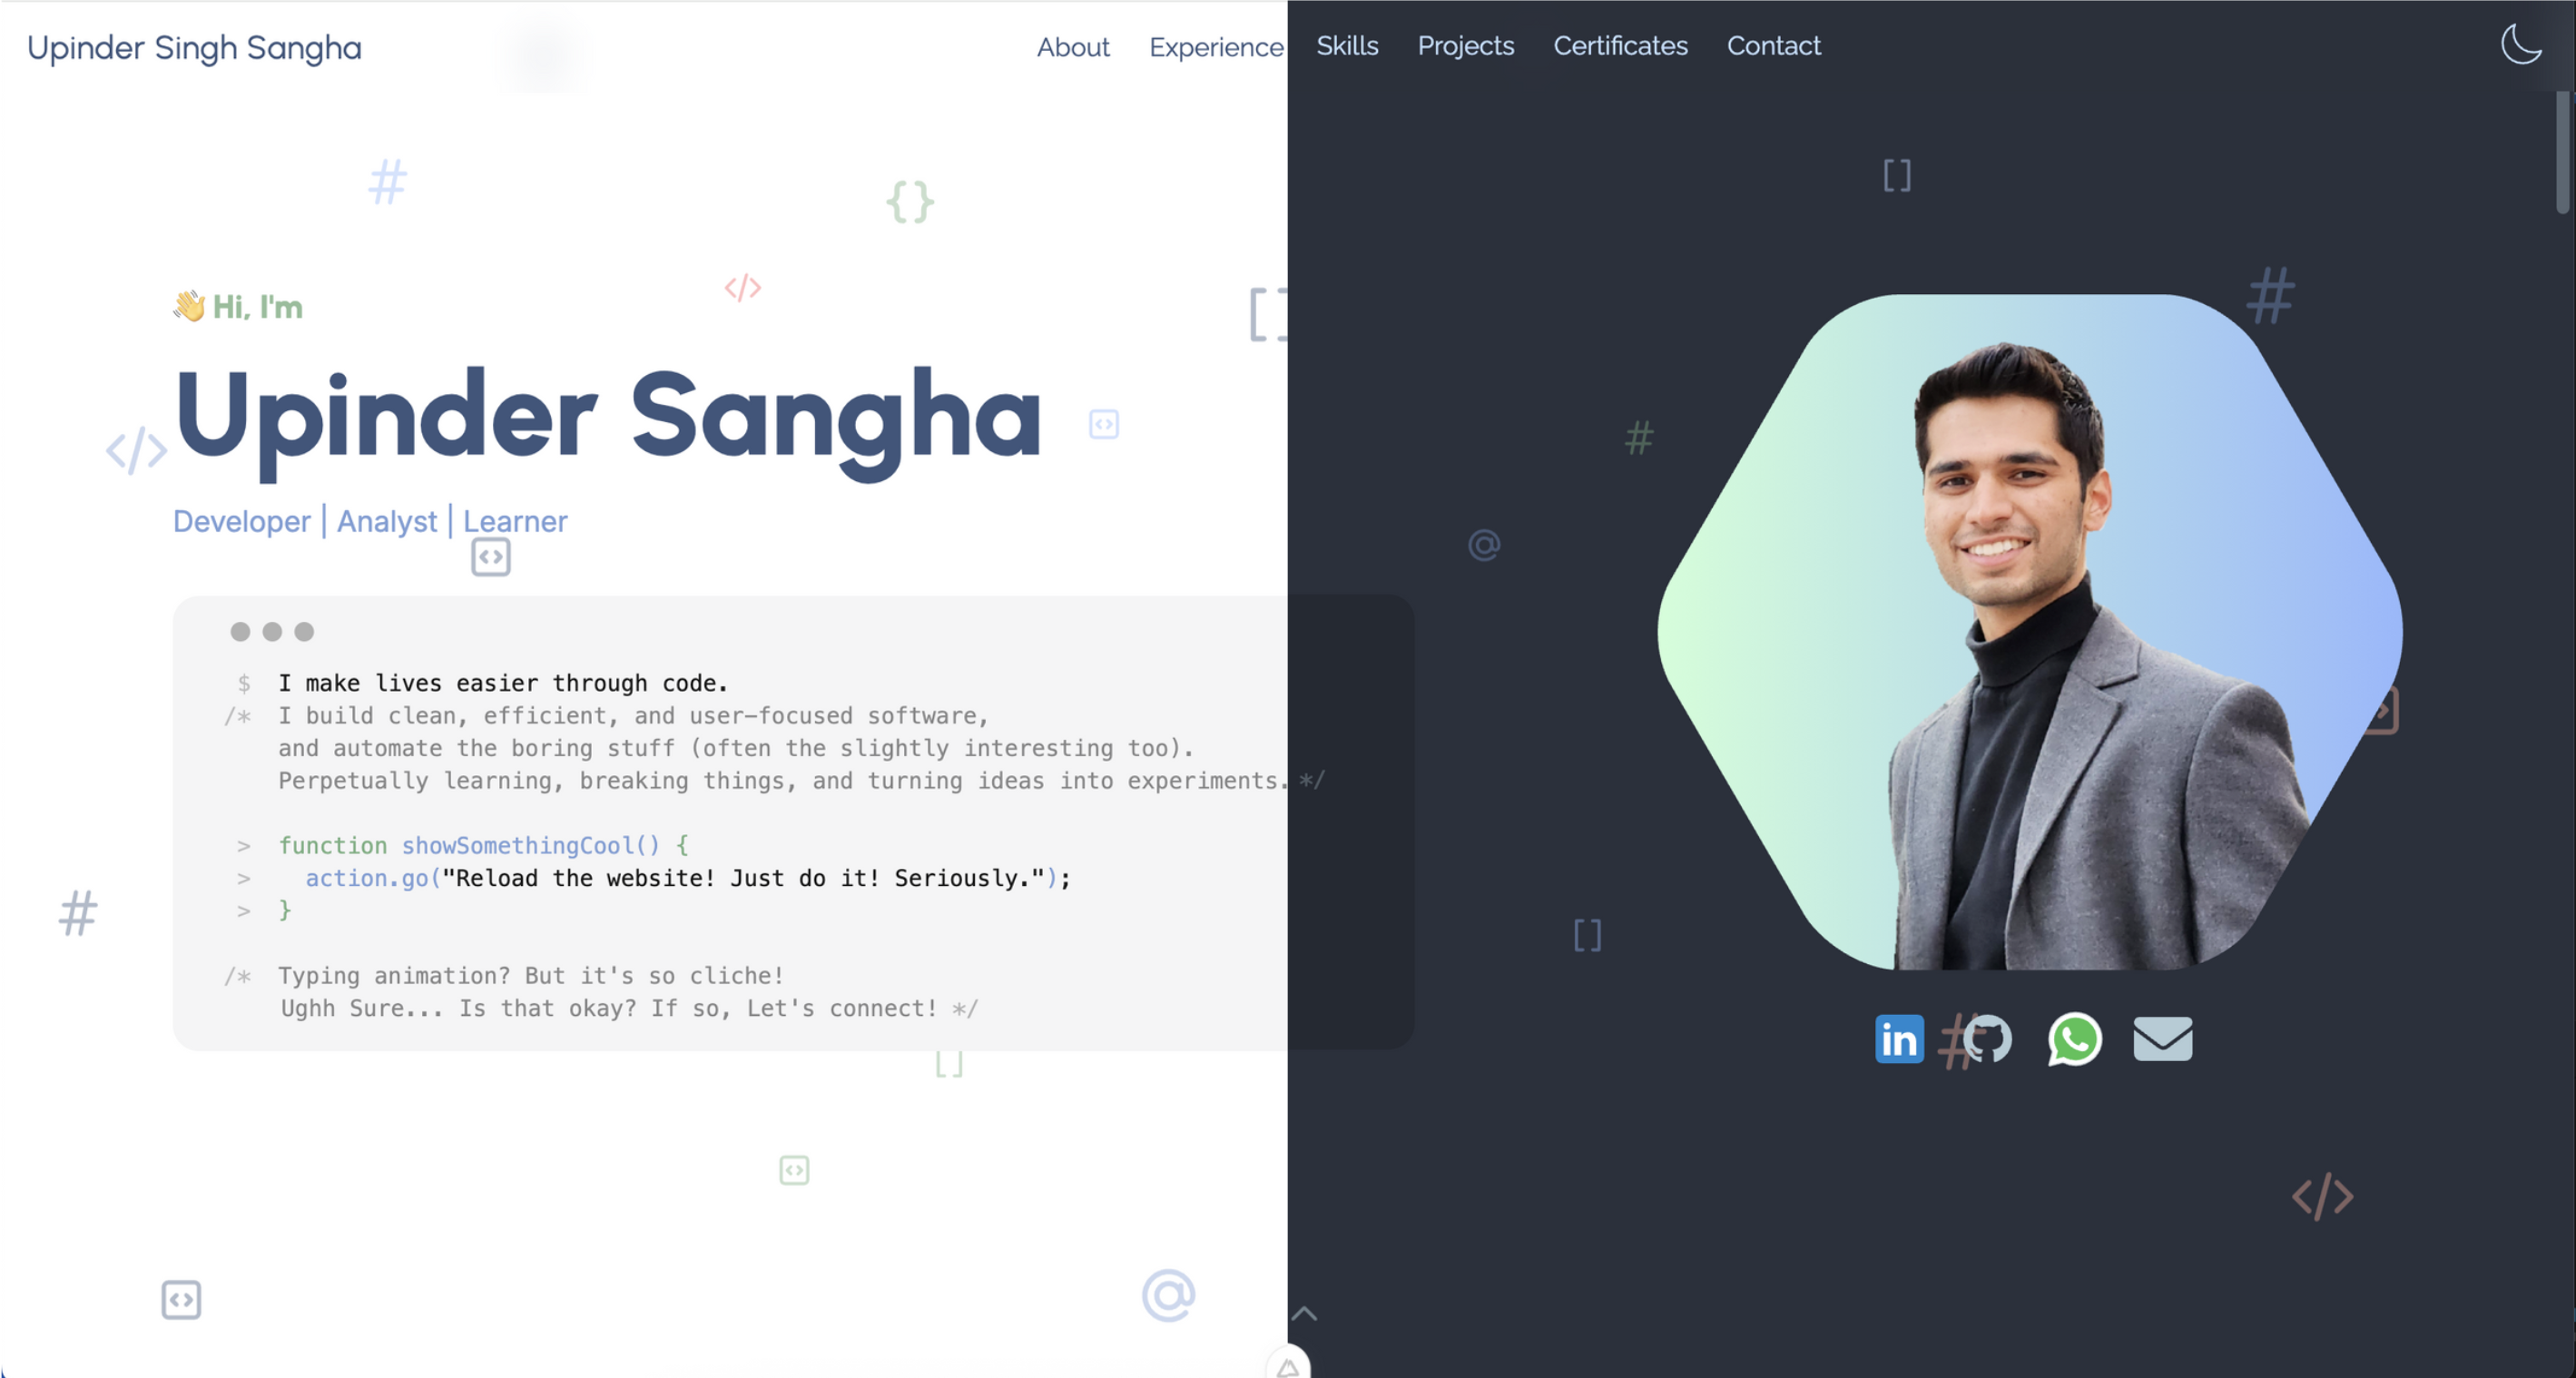 Upinder Singh Sangha
About Experience Skills Projects Certificates Contact
#
{}
[ ]
</>
[ ]
#
👋 Hi, I'm
Upinder Sangha
</>
#
Developer | Analyst | Learner
@
$ I make lives easier through code.
/* I build clean, efficient, and user-focused software,
and automate the boring stuff (often the slightly interesting too).
Perpetually learning, breaking things, and turning ideas into experiments. */
> function showSomethingCool() {
> action.go("Reload the website! Just do it! Seriously.");
> }
#
[ ]
/* Typing animation? But it's so cliche!
Ughh Sure... Is that okay? If so, Let's connect! */
in
#
[ ]
</>
@